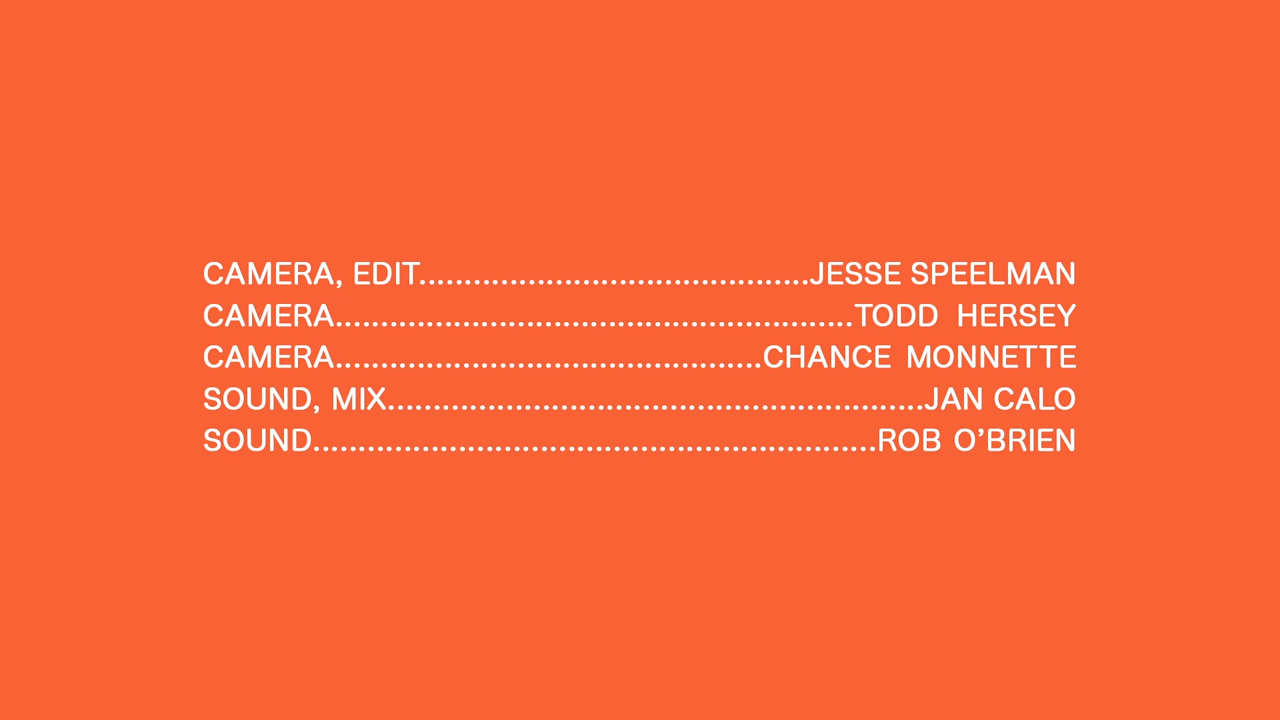 CAMERA, EDIT...........................................JESSE SPEELMAN
CAMERA.........................................................TODD HERSEY
CAMERA...............................................CHANCE MONNETTE
SOUND, MIX...........................................................JAN CALO
SOUND..............................................................ROB O’BRIEN